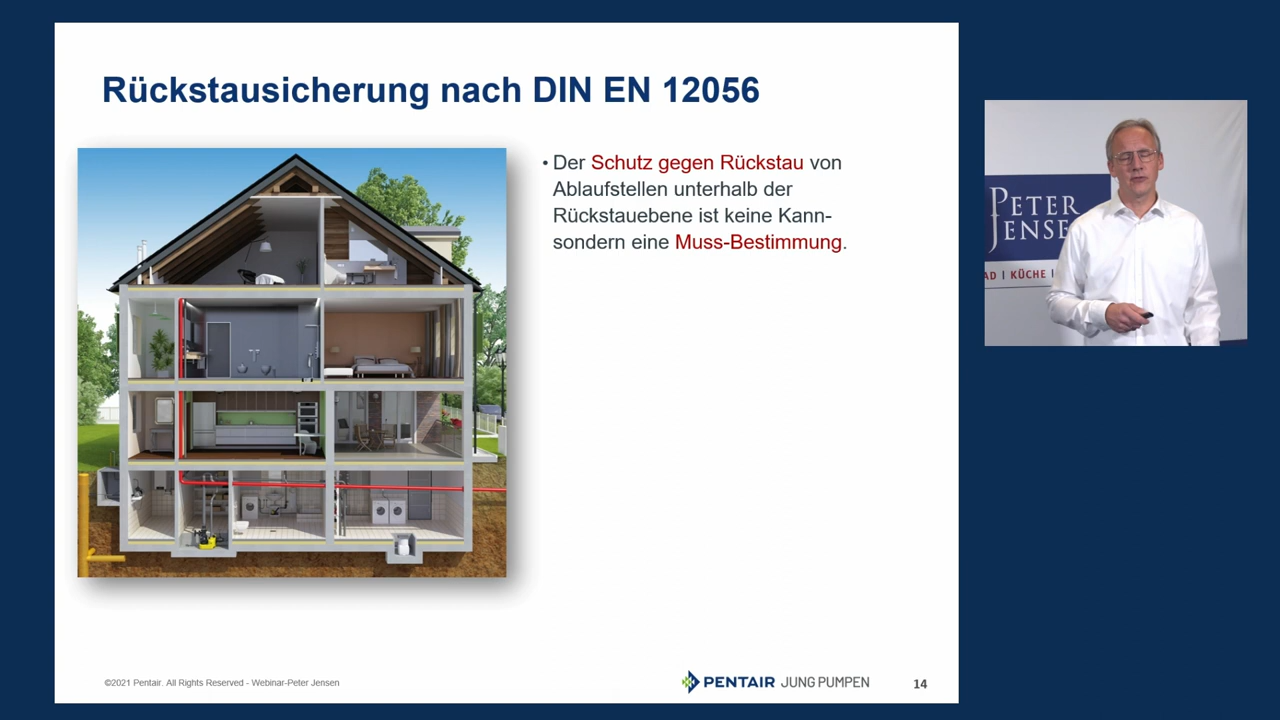 Rückstausicherung nach DIN EN 12056
• Der Schutz gegen Rückstau von
Ablaufstellen unterhalb der
Rückstauebene ist keine Kann-
sondern eine Muss-Bestimmung.
PETER
JENSE
AD | KÜCHE |
©2021 Pentair. All Rights Reserved - Webinar-Peter Jensen
PENTAIR JUNG PUMPEN
14